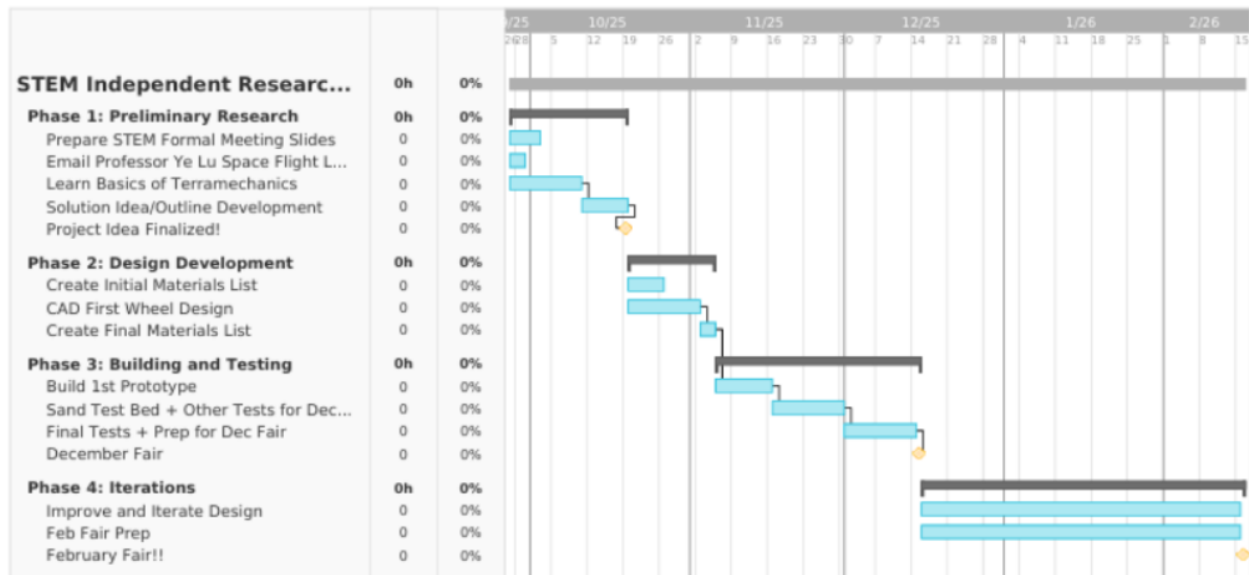 /25 10/25 11/25 12/25 1/26 2/26
26 28 5 12 19 26 2 9 16 23 30 7 14 21 28 4 11 18 25 1 8 15
STEM Independent Researc... 0h 0%
Phase 1: Preliminary Research 0h 0%
Prepare STEM Formal Meeting Slides 0 0%
Email Professor Ye Lu Space Flight L... 0 0%
Learn Basics of Terramechanics 0 0%
Solution Idea/Outline Development 0 0%
Project Idea Finalized! 0 0%
Phase 2: Design Development 0h 0%
Create Initial Materials List 0 0%
CAD First Wheel Design 0 0%
Create Final Materials List 0 0%
Phase 3: Building and Testing 0h 0%
Build 1st Prototype 0 0%
Sand Test Bed + Other Tests for Dec... 0 0%
Final Tests + Prep for Dec Fair 0 0%
December Fair 0 0%
Phase 4: Iterations 0h 0%
Improve and Iterate Design 0 0%
Feb Fair Prep 0 0%
February Fair!! 0 0%